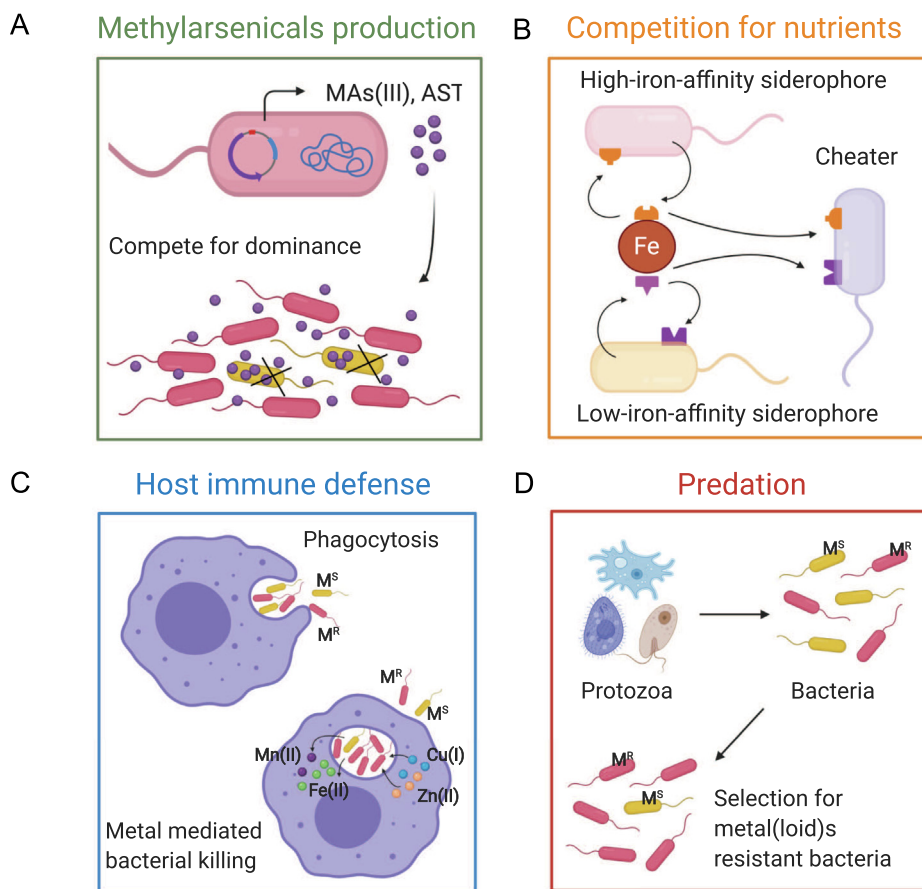 A
Methylarsenicals production
MAs(III), AST
Compete for dominance
B
Competition for nutrients
High-iron-affinity siderophore
Cheater
Fe
Low-iron-affinity siderophore
C
Host immune defense
Phagocytosis
Mˢ
Mᴿ
Mᴿ
Mˢ
Mn(II)
Cu(I)
Fe(II)
Zn(II)
Metal mediated
bacterial killing
D
Predation
Mˢ
Mᴿ
Protozoa
Bacteria
Mᴿ
Mˢ
Selection for
metal(loid)s
resistant bacteria